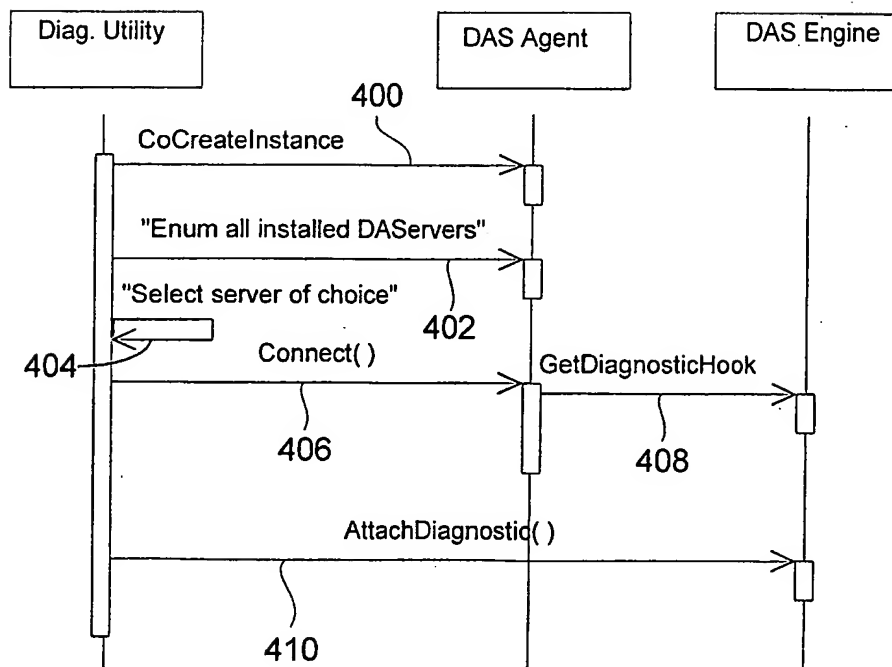 Diag. Utility
DAS Agent
DAS Engine
400
CoCreateInstance
"Enum all installed DAServers"
402
"Select server of choice"
404
Connect( )
GetDiagnosticHook
406
408
AttachDiagnostic( )
410